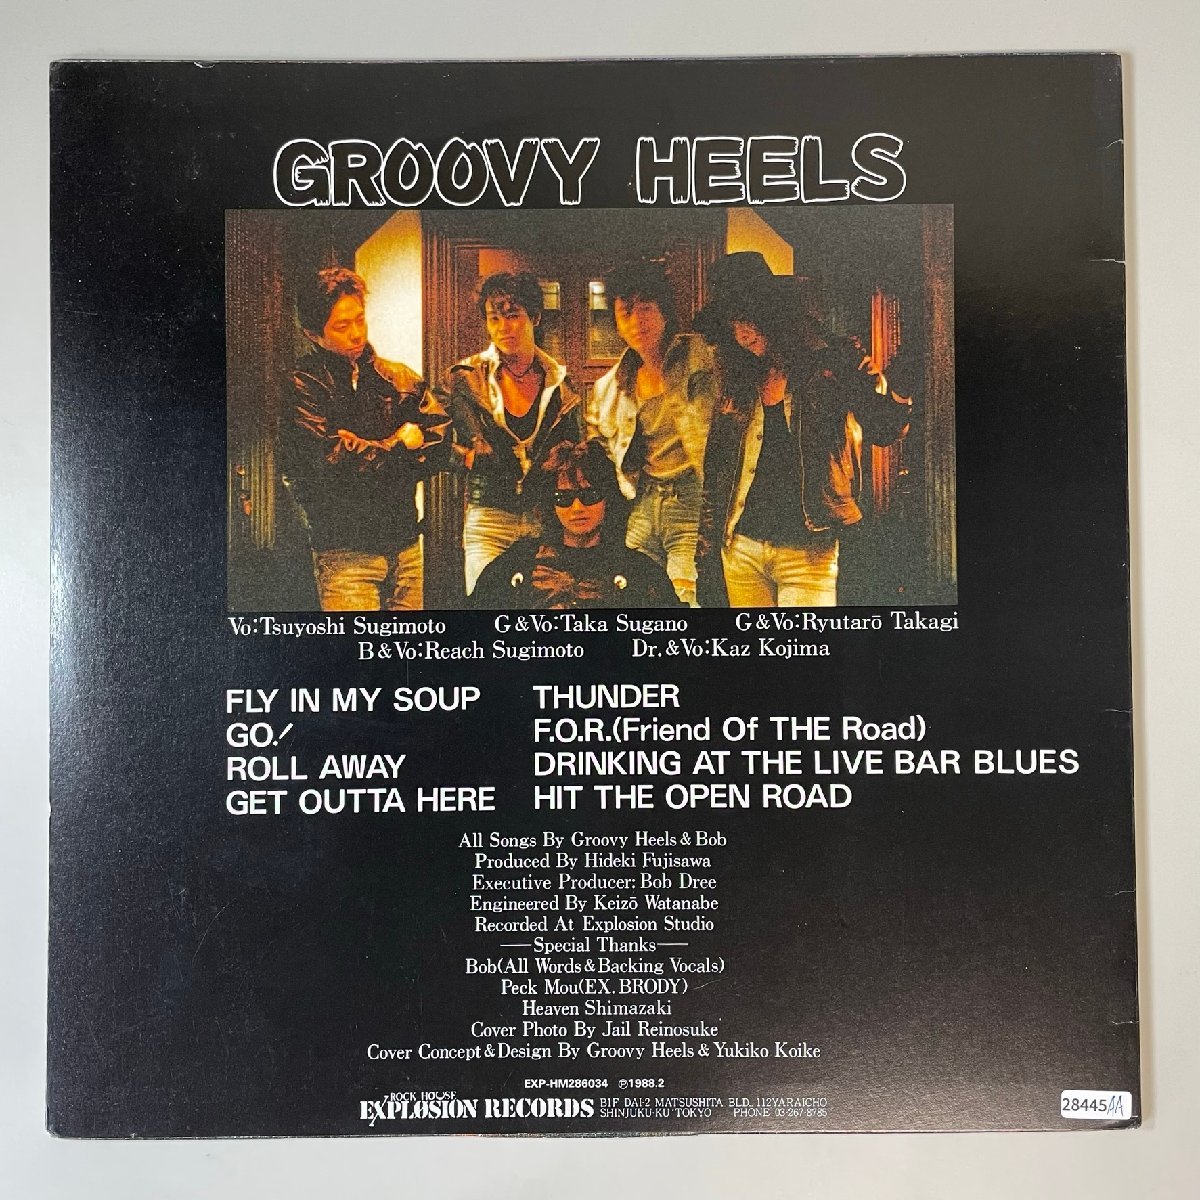 GROOVY HEELS
Vo:Tsuyoshi Sugimoto G&Vo:Taka Sugano G&Vo:Ryutarō Takagi
B&Vo:Reach Sugimoto Dr.&Vo:Kaz Kojima
FLY IN MY SOUP
GO!
ROLL AWAY
GET OUTTA HERE
THUNDER
F.O.R.(Friend Of THE Road)
DRINKING AT THE LIVE BAR BLUES
HIT THE OPEN ROAD
All Songs By Groovy Heels&Bob
Produced By Hideki Fujisawa
Executive Producer: Bob Dree
Engineered By Keizō Watanabe
Recorded At Explosion Studio
—Special Thanks—
Bob(All Words&Backing Vocals)
Peck Mou(EX. BRODY)
Heaven Shimazaki
Cover Photo By Jail Reinosuke
Cover Concept&Design By Groovy Heels & Yukiko Koike
EXP-HM286034 ℗1988.2
ROCK HOUSE
EXPLOSION RECORDS
B1F DAI-2 MATSUSHITA BLD., 112YARAICHO
SHINJUKU-KU TOKYO PHONE 03-267-8785
28445AA